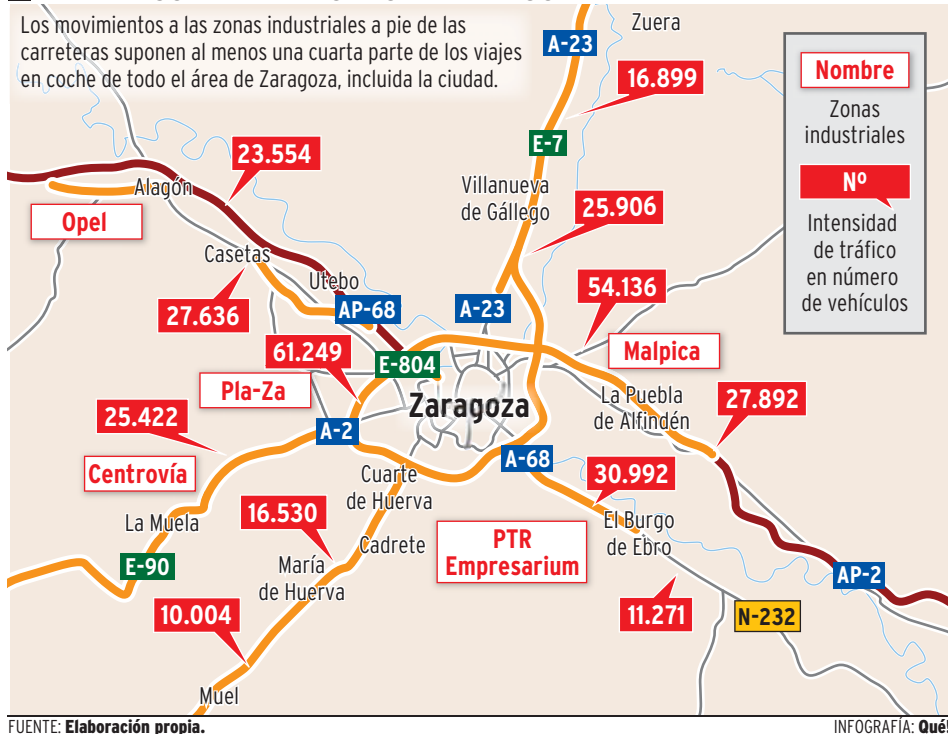 Los movimientos a las zonas industriales a pie de las
carreteras suponen al menos una cuarta parte de los viajes
en coche de todo el área de Zaragoza, incluida la ciudad.
Zuera
A-23
16.899
Nombre
Zonas
industriales
Nº
Intensidad
de tráfico
en número
de vehículos
E-7
23.554
Alagón
Opel
Villanueva
de Gállego
25.906
Casetas
Utebo
27.636
AP-68
A-23
54.136
61.249
E-804
Malpica
Pla-Za
Zaragoza
La Puebla
de Alfindén
27.892
25.422
A-2
Centrovía
A-68
Cuarte
de Huerva
30.992
La Muela
16.530
Cadrete
El Burgo
de Ebro
PTR
Empresarium
E-90
María
de Huerva
AP-2
10.004
11.271
N-232
Muel
FUENTE: Elaboración propia.
INFOGRAFÍA: Qué!